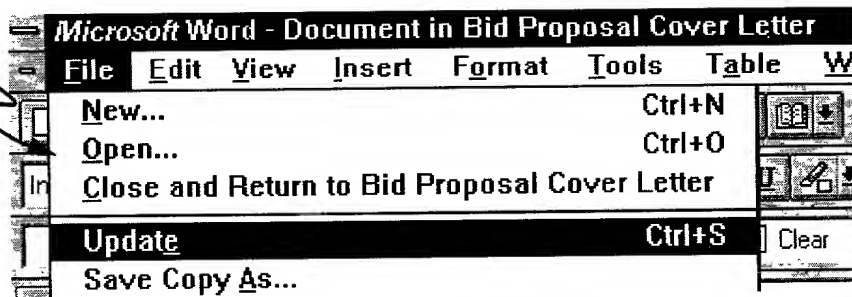 Microsoft Word - Document in Bid Proposal Cover Letter
File Edit View Insert Format Tools Table W
New... Ctrl+N
Open... Ctrl+O
Close and Return to Bid Proposal Cover Letter
In
Update Ctrl+S
Clear
Save Copy As...